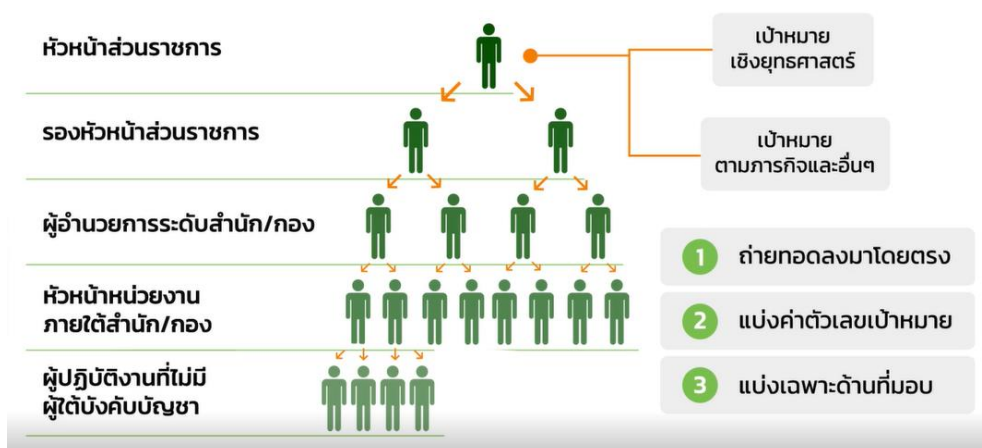 หัวหน้าส่วนราชการ
เป้าหมาย
เชิงยุทธศาสตร์
รองหัวหน้าส่วนราชการ
เป้าหมาย
ตามภารกิจและอื่นๆ
ผู้อำนวยการระดับสำนัก/กอง
1 ถ่ายทอดลงมาโดยตรง
หัวหน้าหน่วยงาน
ภายใต้สำนัก/กอง
2 แบ่งค่าตัวเลขเป้าหมาย
ผู้ปฏิบัติงานที่ไม่มี
ผู้ใต้บังคับบัญชา
3 แบ่งเฉพาะด้านที่มอบ